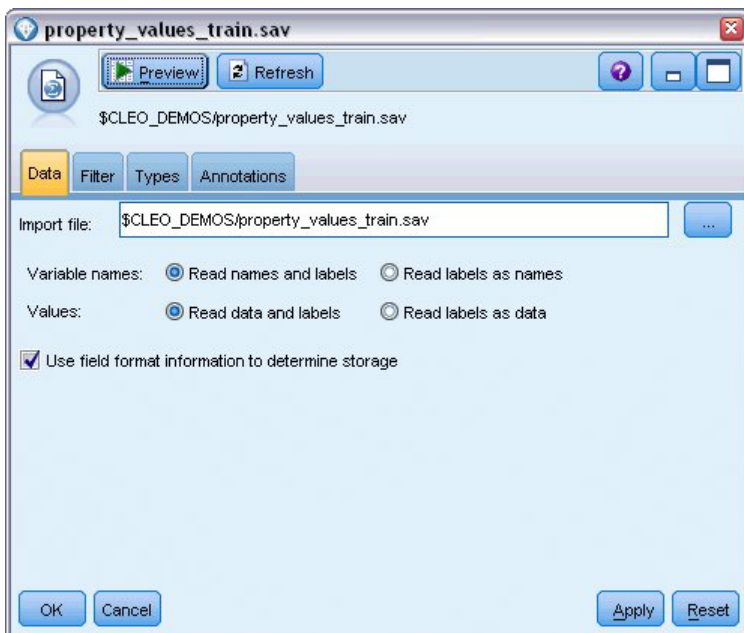 property_values_train.sav
Preview Refresh
$CLEO_DEMOS/property_values_train.sav
Data Filter Types Annotations
Import file: $CLEO_DEMOS/property_values_train.sav ...
Variable names: Read names and labels Read labels as names
Values: Read data and labels Read labels as data
Use field format information to determine storage
OK Cancel Apply Reset